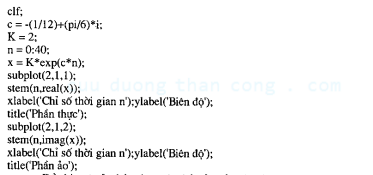 clf;
c = -(1/12)+(pi/6)*i;
K = 2;
n = 0:40;
x = K*exp(c*n);
subplot(2,1,1);
stem(n,real(x));
xlabel('Chỉ số thời gian n');ylabel('Biên độ');
title('Phần thực');
subplot(2,1,2);
stem(n,imag(x));
xlabel('Chỉ số thời gian n');ylabel('Biên độ');
title('Phần ảo');
cuu duong than cong . com